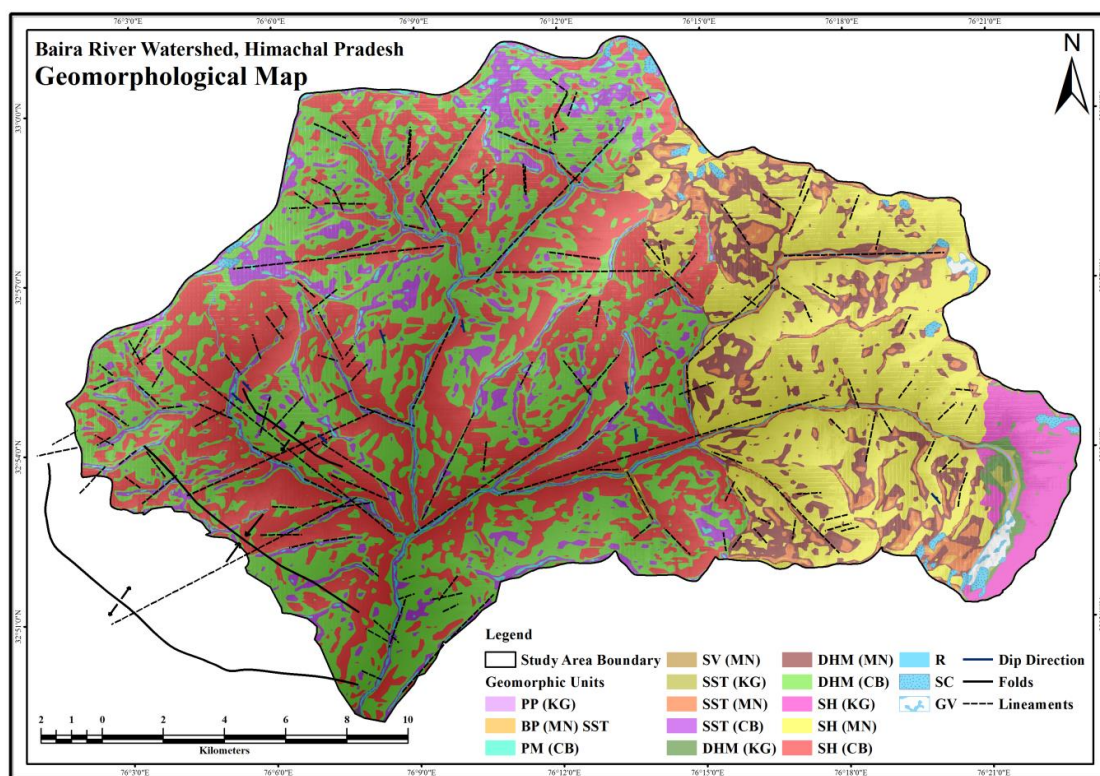 76°3'0"E 76°6'0"E 76°9'0"E 76°12'0"E 76°15'0"E 76°18'0"E 76°21'0"E
Baira River Watershed, Himachal Pradesh
Geomorphological Map
N
33°0'0"N
32°57'0"N
32°54'0"N
32°51'0"N
Legend
Study Area Boundary
Geomorphic Units
PP (KG)
BP (MN) SST
PM (CB)
SV (MN)
SST (KG)
SST (MN)
SST (CB)
DHM (KG)
DHM (MN)
DHM (CB)
SH (KG)
SH (MN)
SH (CB)
R
SC
GV
Dip Direction
Folds
Lineaments
2 1 0 2 4 6 8 10
Kilometers
76°3'0"E 76°6'0"E 76°9'0"E 76°12'0"E 76°15'0"E 76°18'0"E 76°21'0"E